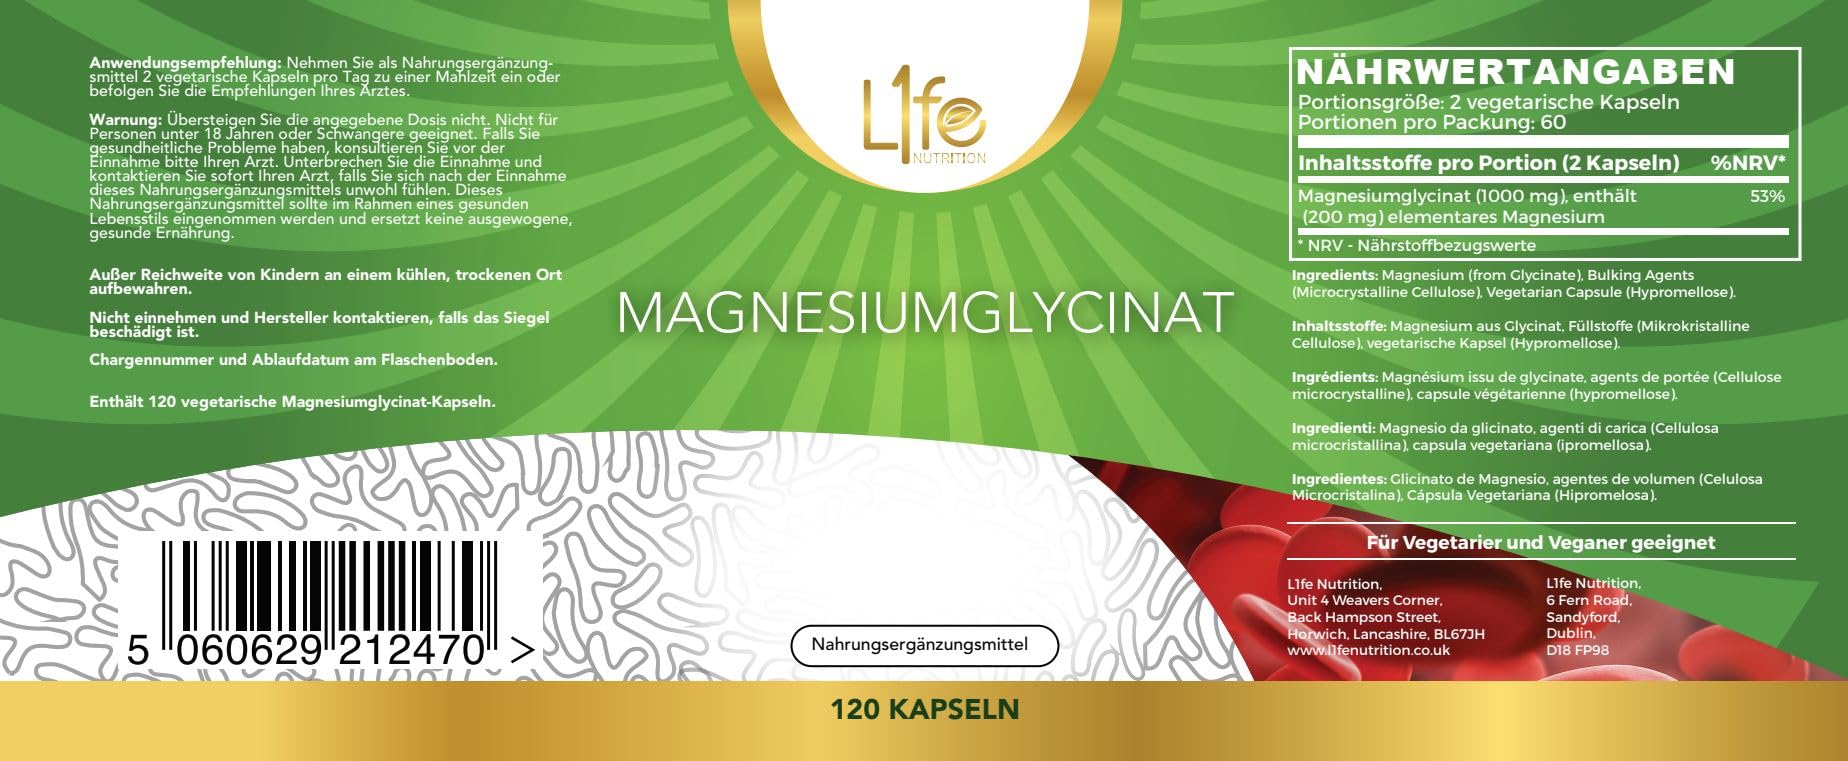 Anwendungsempfehlung: Nehmen Sie als Nahrungsergänzung-
smittel 2 vegetarische Kapseln pro Tag zu einer Mahlzeit ein oder
befolgen Sie die Empfehlungen Ihres Arztes.
Warnung: Übersteigen Sie die angegebene Dosis nicht. Nicht für
Personen unter 18 Jahren oder Schwangere geeignet. Falls Sie
gesundheitliche Probleme haben, konsultieren Sie vor der
Einnahme bitte Ihren Arzt. Unterbrechen Sie die Einnahme und
kontaktieren Sie sofort Ihren Arzt, falls Sie sich nach der Einnahme
dieses Nahrungsergänzungsmittels unwohl fühlen. Dieses
Nahrungsergänzungsmittel sollte im Rahmen eines gesunden
Lebensstils eingenommen werden und ersetzt keine ausgewogene,
gesunde Ernährung.
Außer Reichweite von Kindern an einem kühlen, trockenen Ort
aufbewahren.
Nicht einnehmen und Hersteller kontaktieren, falls das Siegel
beschädigt ist.
Chargennummer und Ablaufdatum am Flaschenboden.
Enthält 120 vegetarische Magnesiumglycinat-Kapseln.
5 060629 212470 >
L1fe
NUTRITION
MAGNESIUMGLYCINAT
Nahrungsergänzungsmittel
120 KAPSELN
NÄHRWERTANGABEN
Portionsgröße: 2 vegetarische Kapseln
Portionen pro Packung: 60
Inhaltsstoffe pro Portion (2 Kapseln) %NRV*
Magnesiumglycinat (1000 mg), enthält 53%
(200 mg) elementares Magnesium
* NRV - Nährstoffbezugswerte
Ingredients: Magnesium (from Glycinate), Bulking Agents
(Microcrystalline Cellulose), Vegetarian Capsule (Hypromellose).
Inhaltsstoffe: Magnesium aus Glycinat, Füllstoffe (Mikrokristalline
Cellulose), vegetarische Kapsel (Hypromellose).
Ingrédients: Magnésium issu de glycinate, agents de portée (Cellulose
microcrystalline), capsule végétarienne (hypromellose).
Ingredienti: Magnesio da glicinato, agenti di carica (Cellulosa
microcristallina), capsula vegetariana (ipromellosa).
Ingredientes: Glicinato de Magnesio, agentes de volumen (Celulosa
Microcristalina), Cápsula Vegetariana (Hipromelosa).
Für Vegetarier und Veganer geeignet
L1fe Nutrition,
Unit 4 Weavers Corner,
Back Hampson Street,
Horwich, Lancashire, BL67JH
www.l1fenutrition.co.uk
L1fe Nutrition,
6 Fern Road,
Sandyford,
Dublin,
D18 FP98